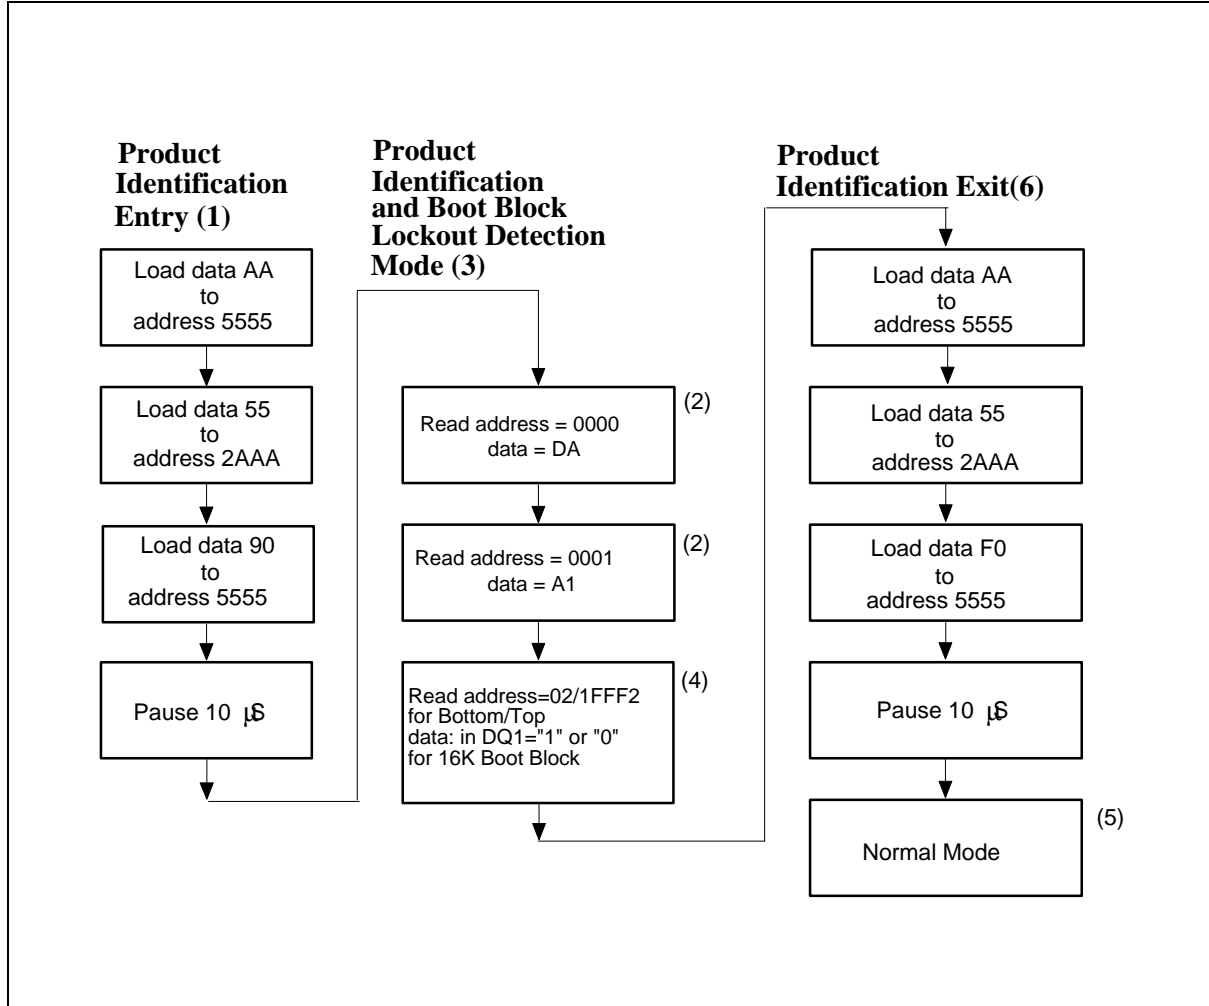 Product
Identification
Entry (1)
Load data AA
to
address 5555
Load data 55
to
address 2AAA
Load data 90
to
address 5555
Pause 10 µS
Product
Identification
and Boot Block
Lockout Detection
Mode (3)
Read address = 0000
data = DA
(2)
Read address = 0001
data = A1
(2)
Read address=02/1FFF2
for Bottom/Top
data: in DQ1="1" or "0"
for 16K Boot Block
(4)
Product
Identification Exit(6)
Load data AA
to
address 5555
Load data 55
to
address 2AAA
Load data F0
to
address 5555
Pause 10 µS
Normal Mode
(5)